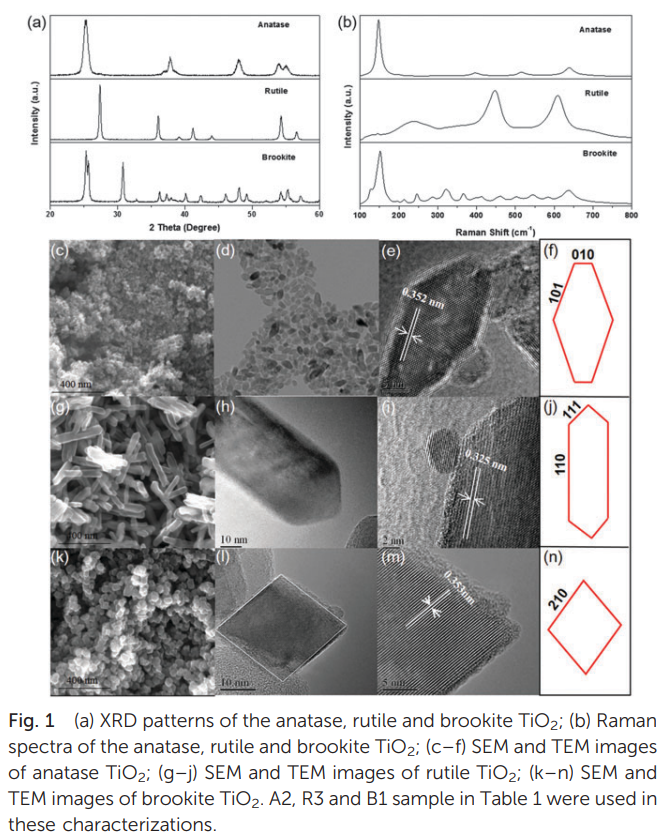 (a)
Anatase
Rutile
Brookite
Intensity (a.u.)
20 30 40 50 60
2 Theta (Degree)
(b)
Anatase
Rutile
Brookite
Intensity (a.u.)
100 200 300 400 500 600 700 800
Raman Shift (cm⁻¹)
(c)
400 nm
(d)
(e)
0.352 nm
(f)
010
101
(g)
400 nm
(h)
10 nm
(i)
0.325 nm
2 nm
(j)
111
110
(k)
400 nm
(l)
10 nm
(m)
0.353nm
5 nm
(n)
210
Fig. 1 (a) XRD patterns of the anatase, rutile and brookite TiO₂; (b) Raman
spectra of the anatase, rutile and brookite TiO₂; (c–f) SEM and TEM images
of anatase TiO₂; (g–j) SEM and TEM images of rutile TiO₂; (k–n) SEM and
TEM images of brookite TiO₂. A2, R3 and B1 sample in Table 1 were used in
these characterizations.